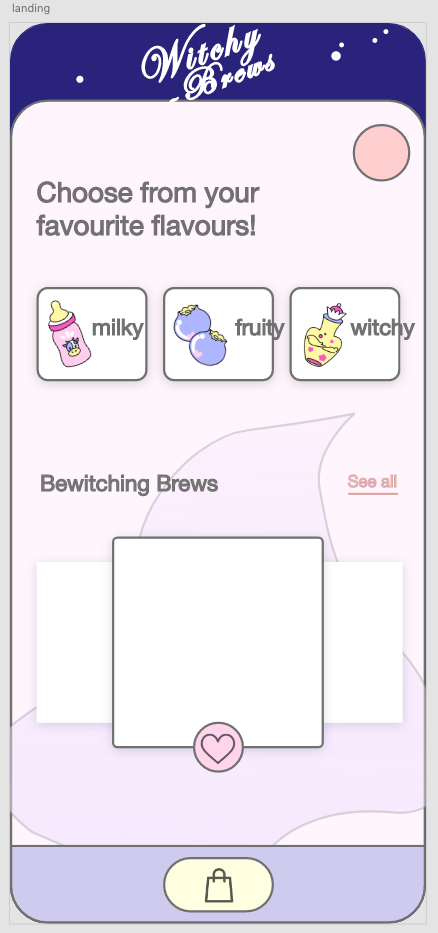 landing
Witchy
Brews
Choose from your
favourite flavours!
milky
fruity
witchy
Bewitching Brews
See all